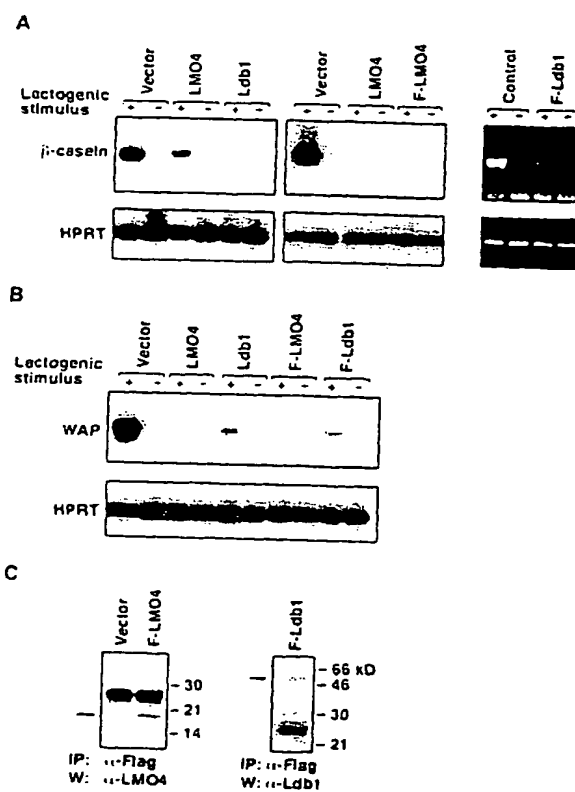 A
Vector LMO4 Ldb1 Vector LMO4 F-LMO4 Control F-Ldb1
Lactogenic
stimulus
+ - + - + - + - + - + - + - + -
β-casein
HPRT
B
Vector LMO4 Ldb1 F-LMO4 F-Ldb1
Lactogenic
stimulus
+ - + - + - + - + -
WAP
HPRT
C
Vector F-LMO4 F-Ldb1
- 30
- 21
- 14
- 66 kD
- 46
- 30
- 21
IP: α-Flag
W: α-LMO4
IP: α-Flag
W: α-Ldb1